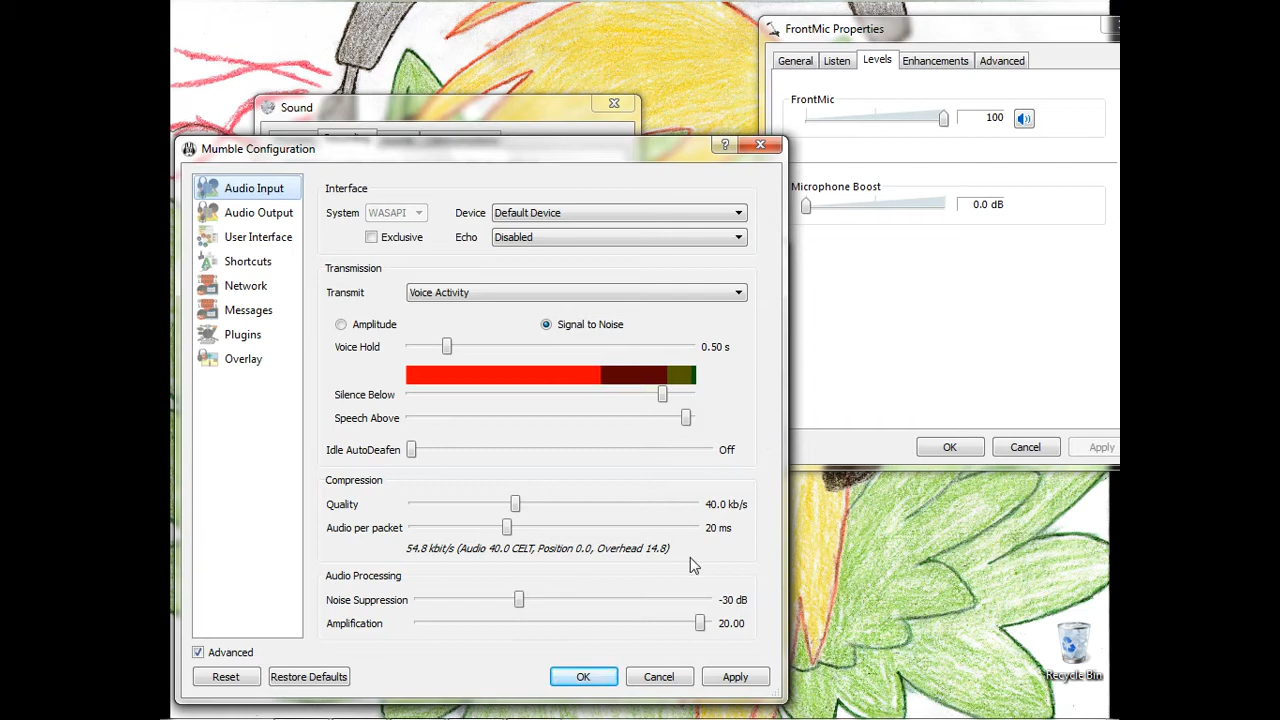 FrontMic Properties
General Listen Levels Enhancements Advanced
FrontMic
100
Microphone Boost
0.0 dB
OK Cancel Apply
Sound
Mumble Configuration
Audio Input
Audio Output
User Interface
Shortcuts
Network
Messages
Plugins
Overlay
Interface
System WASAPI Device Default Device
Exclusive Echo Disabled
Transmission
Transmit Voice Activity
Amplitude Signal to Noise
Voice Hold 0.50 s
Silence Below
Speech Above
Idle AutoDeafen Off
Compression
Quality 40.0 kb/s
Audio per packet 20 ms
54.8 kbit/s (Audio 40.0 CELT, Position 0.0, Overhead 14.8)
Audio Processing
Noise Suppression -30 dB
Amplification 20.00
Advanced
Reset Restore Defaults OK Cancel Apply
Recycle Bin